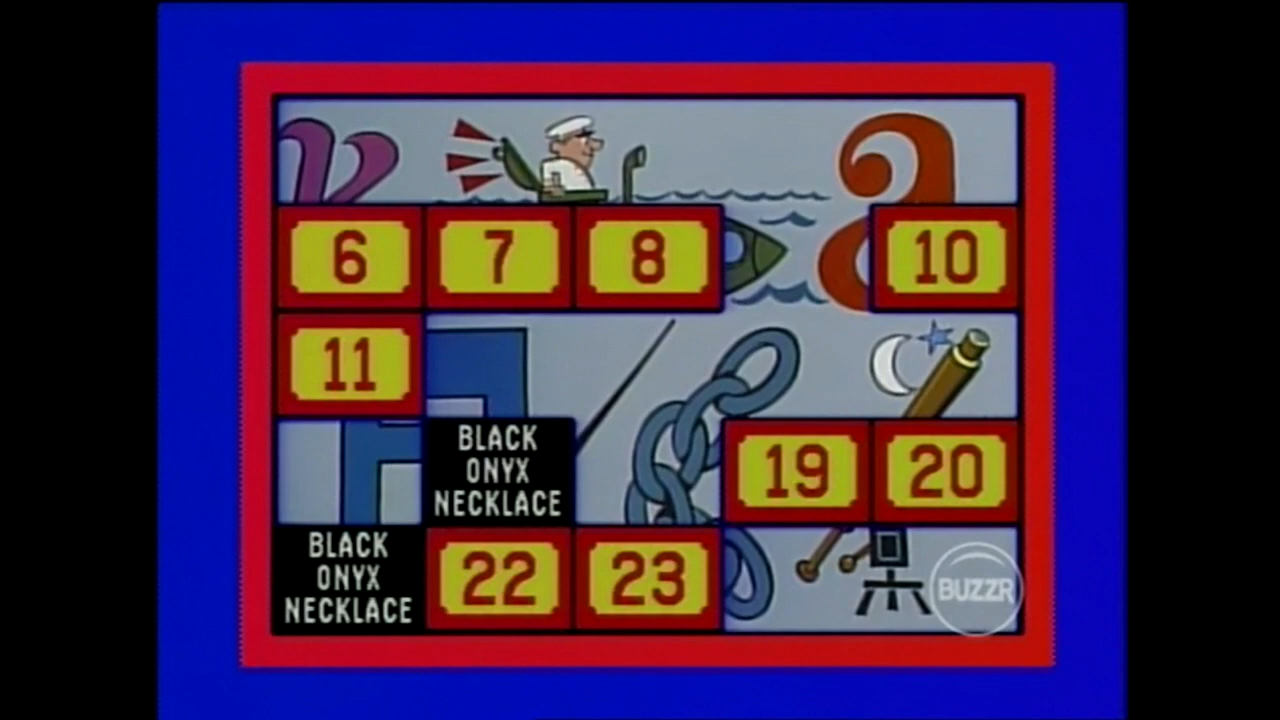 v
a
6
7
8
10
11
BLACK
ONYX
NECKLACE
19
20
BLACK
ONYX
NECKLACE
22
23
BUZZR